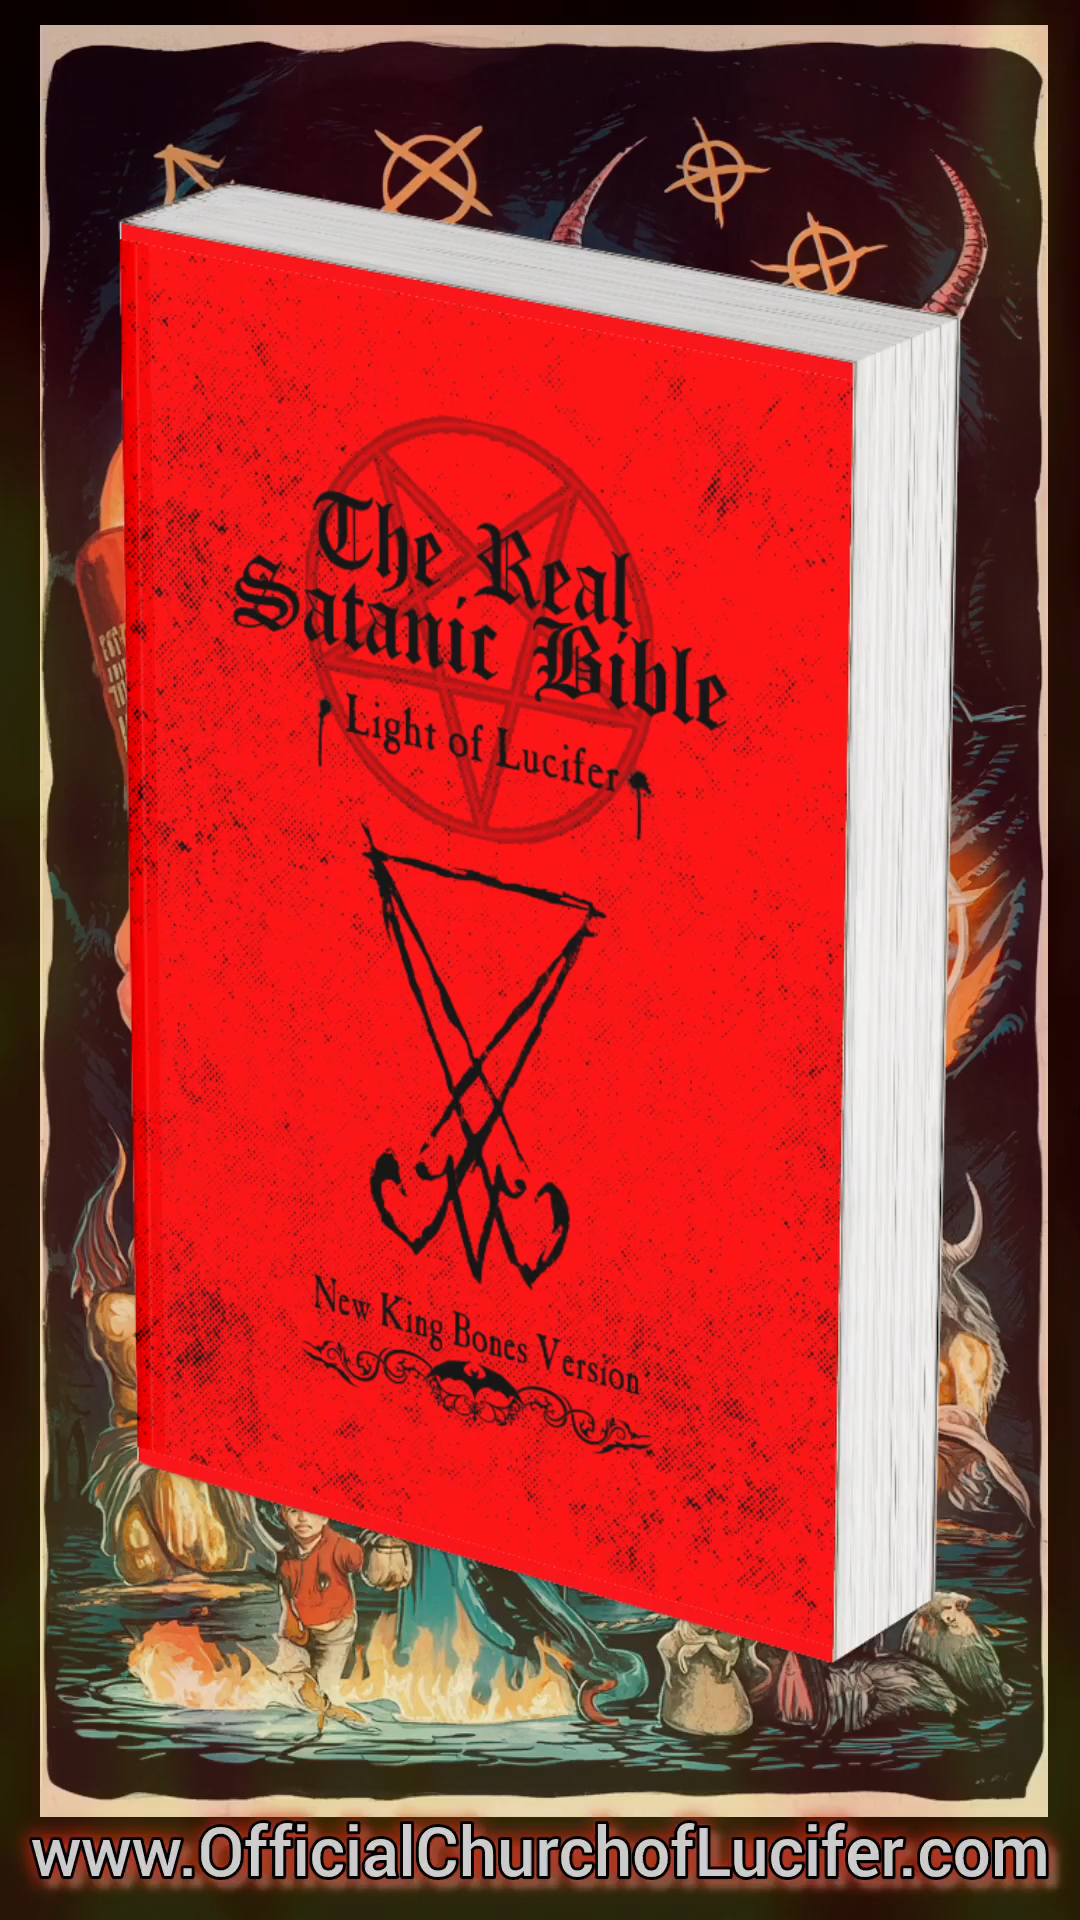 The Real
Satanic Bible
Light of Lucifer
New King Bones Version
www.OfficialChurchofLucifer.com